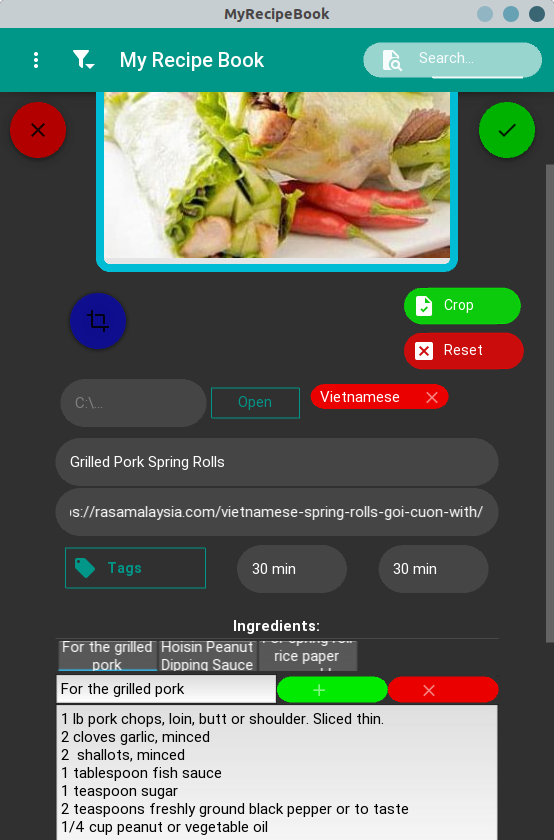 MyRecipeBook
My Recipe Book
Search...
Crop
Reset
C:\...
Open
Vietnamese
Grilled Pork Spring Rolls
s://rasamalaysia.com/vietnamese-spring-rolls-goi-cuon-with/
Tags
30 min
30 min
Ingredients:
For the grilled
pork
Hoisin Peanut
Dipping Sauce
rice paper
For the grilled pork
1 lb pork chops, loin, butt or shoulder. Sliced thin.
2 cloves garlic, minced
2  shallots, minced
1 tablespoon fish sauce
1 teaspoon sugar
2 teaspoons freshly ground black pepper or to taste
1/4 cup peanut or vegetable oil